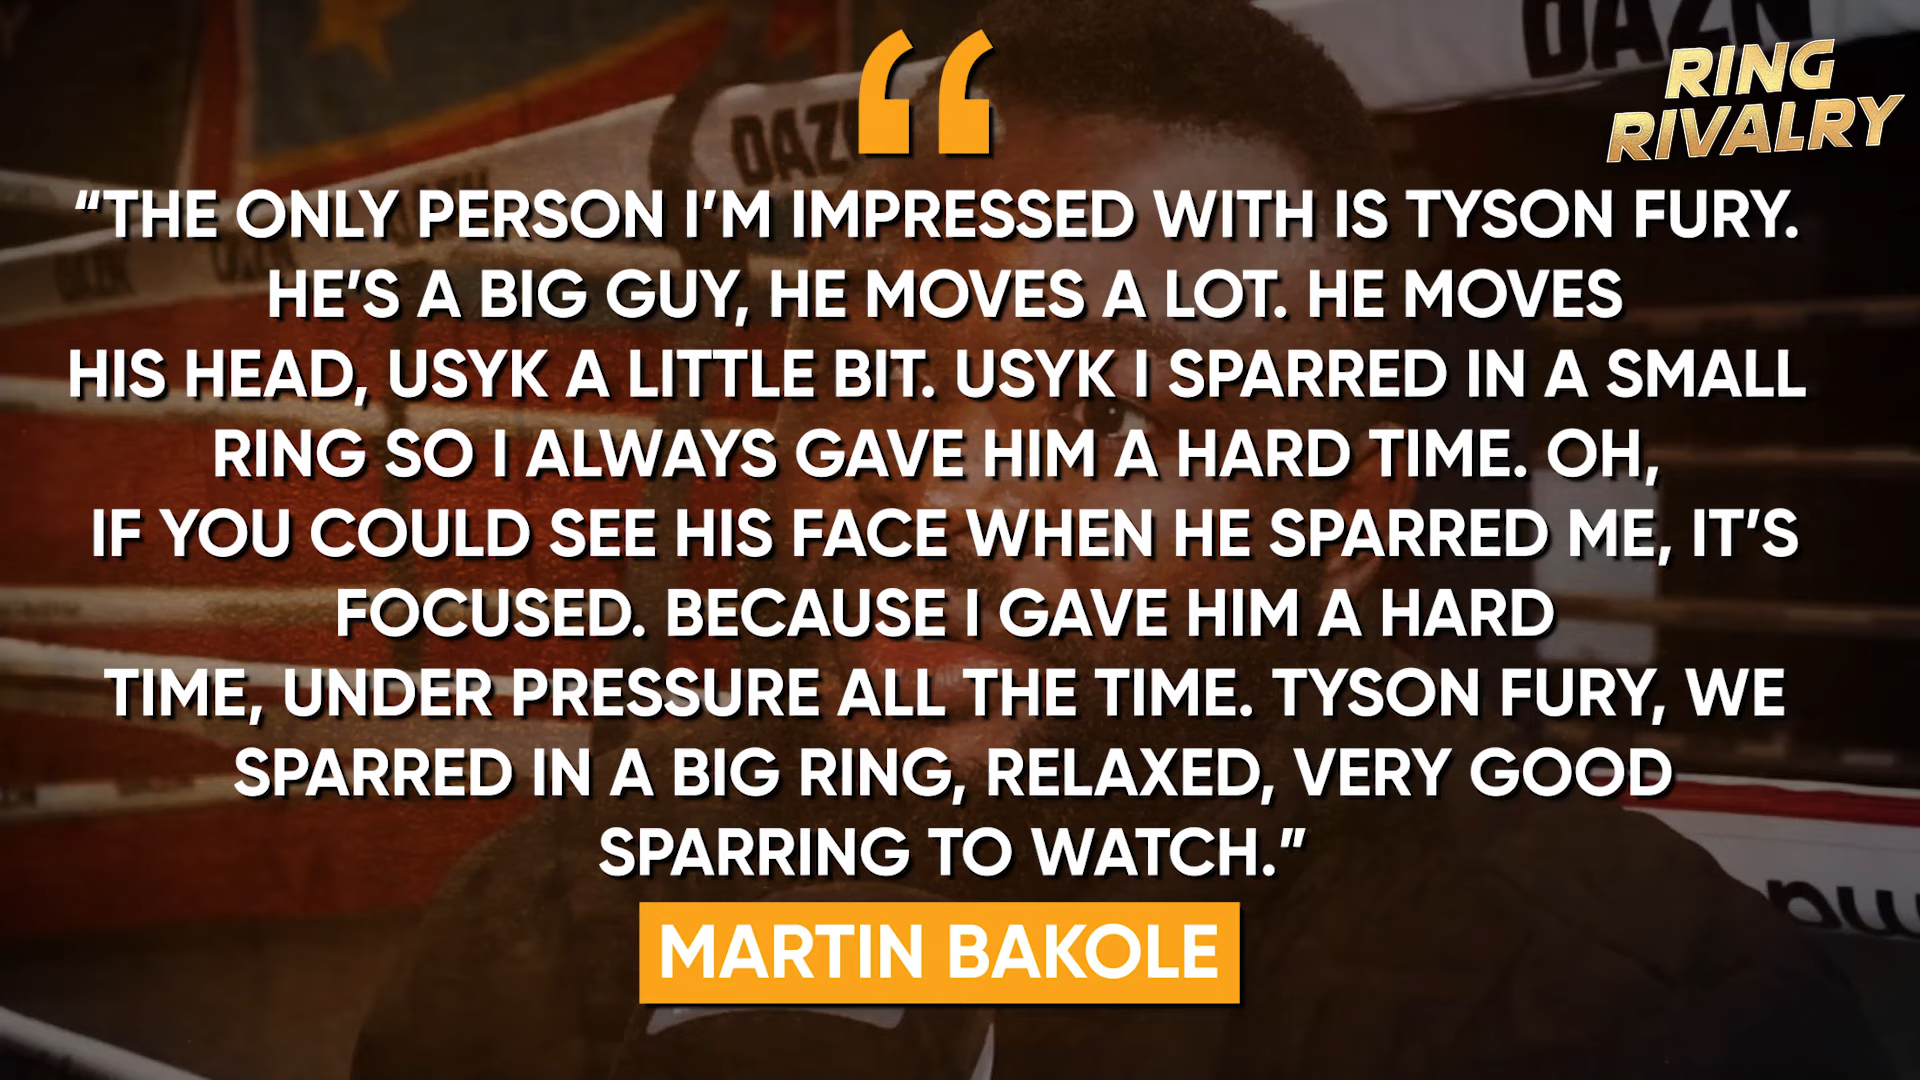 DAZN
RING
RIVALRY
DAZN
“THE ONLY PERSON I’M IMPRESSED WITH IS TYSON FURY.
HE’S A BIG GUY, HE MOVES A LOT. HE MOVES
HIS HEAD, USYK A LITTLE BIT. USYK I SPARRED IN A SMALL
RING SO I ALWAYS GAVE HIM A HARD TIME. OH,
IF YOU COULD SEE HIS FACE WHEN HE SPARRED ME, IT’S
FOCUSED. BECAUSE I GAVE HIM A HARD
TIME, UNDER PRESSURE ALL THE TIME. TYSON FURY, WE
SPARRED IN A BIG RING, RELAXED, VERY GOOD
SPARRING TO WATCH.”
MARTIN BAKOLE